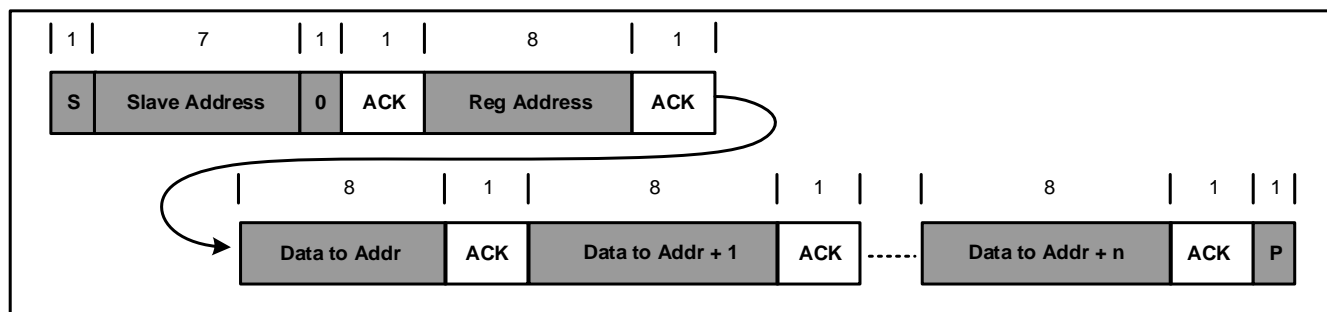 1 7 1 1 8 1
S Slave Address 0 ACK Reg Address ACK
8 1 8 1 8 1 1
Data to Addr ACK Data to Addr + 1 ACK Data to Addr + n ACK P